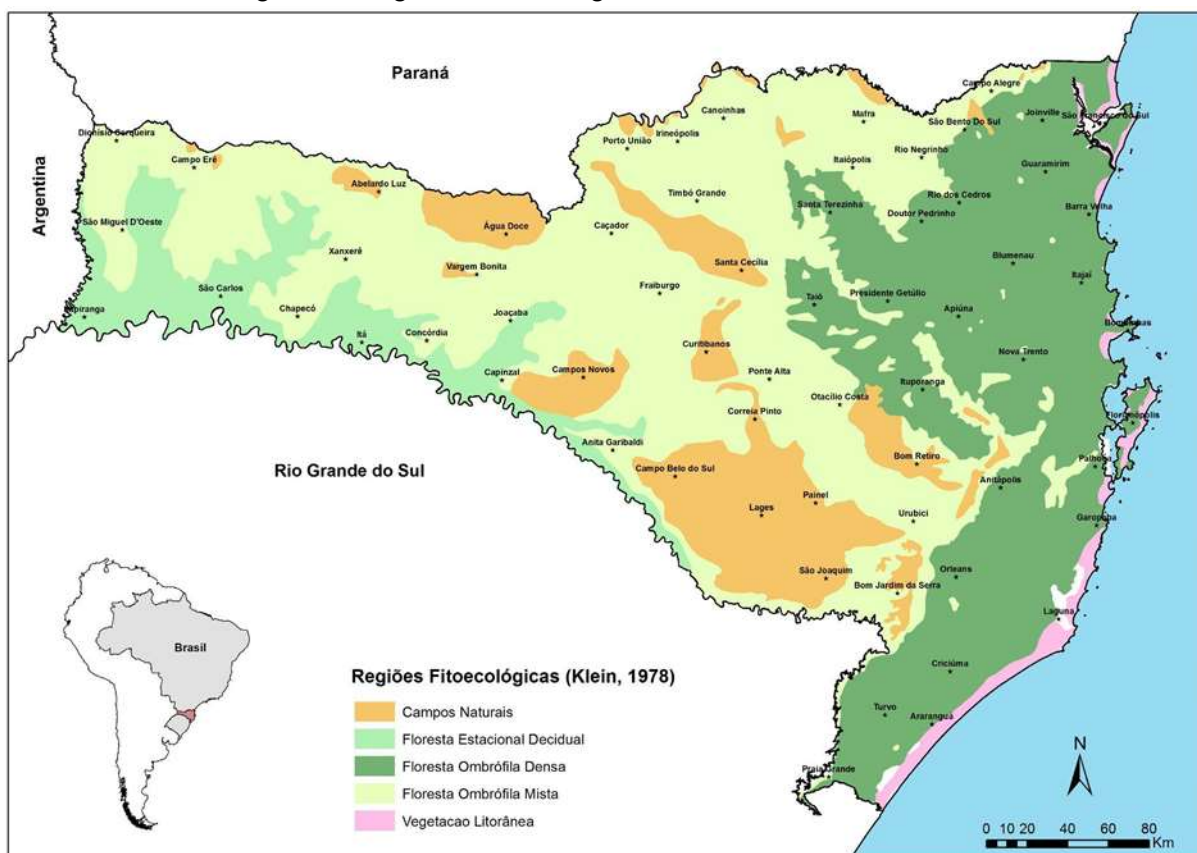 Paraná
Argentina
Rio Grande do Sul
Campo Alegre
Canoinhas
Mafra
Joinville
São Francisco do Sul
São Bento Do Sul
Dionísio Cerqueira
Porto União
Irineópolis
Rio Negrinho
Campo Erê
Itaiópolis
Guaramirim
Abelardo Luz
Timbó Grande
Rio dos Cedros
Santa Terezinha
Barra Velha
São Miguel D'Oeste
Água Doce
Caçador
Doutor Pedrinho
Xanxerê
Blumenau
Vargem Bonita
Santa Cecília
Itajaí
São Carlos
Fraiburgo
Presidente Getúlio
Taió
Chapecó
Joaçaba
Apiúna
Itá
Concórdia
Curitibanos
Nova Trento
Capinzal
Campos Novos
Ponte Alta
Ituporanga
Otacílio Costa
Correia Pinto
Florianópolis
Anita Garibaldi
Bom Retiro
Palhoça
Campo Belo do Sul
Anitápolis
Painel
Lages
Urubici
Garopaba
São Joaquim
Orleans
Bom Jardim da Serra
Laguna
Brasil
Criciúma
Turvo
Araranguá
Praia Grande
Regiões Fitoecológicas (Klein, 1978)
Campos Naturais
Floresta Estacional Decidual
Floresta Ombrófila Densa
Floresta Ombrófila Mista
Vegetacao Litorânea
N
0 10 20 40 60 80
Km